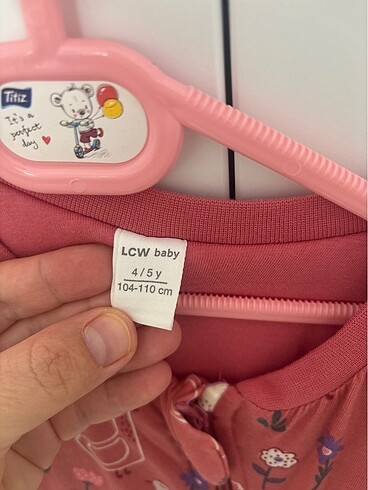 Titiz
It's a
perfect
day
LCW baby
4 / 5 y
104-110 cm